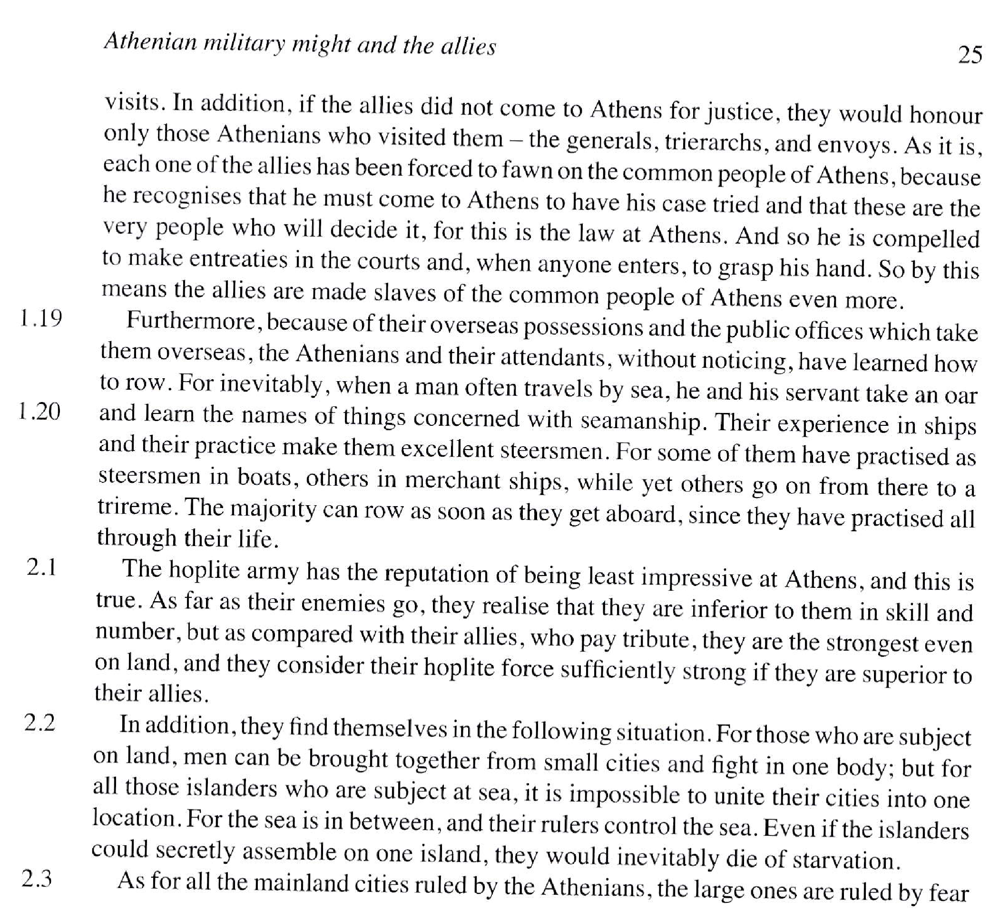 Athenian military might and the allies 25
visits. In addition, if the allies did not come to Athens for justice, they would honour
only those Athenians who visited them – the generals, trierarchs, and envoys. As it is,
each one of the allies has been forced to fawn on the common people of Athens, because
he recognises that he must come to Athens to have his case tried and that these are the
very people who will decide it, for this is the law at Athens. And so he is compelled
to make entreaties in the courts and, when anyone enters, to grasp his hand. So by this
means the allies are made slaves of the common people of Athens even more.
1.19 Furthermore, because of their overseas possessions and the public offices which take
them overseas, the Athenians and their attendants, without noticing, have learned how
to row. For inevitably, when a man often travels by sea, he and his servant take an oar
1.20 and learn the names of things concerned with seamanship. Their experience in ships
and their practice make them excellent steersmen. For some of them have practised as
steersmen in boats, others in merchant ships, while yet others go on from there to a
trireme. The majority can row as soon as they get aboard, since they have practised all
through their life.
2.1 The hoplite army has the reputation of being least impressive at Athens, and this is
true. As far as their enemies go, they realise that they are inferior to them in skill and
number, but as compared with their allies, who pay tribute, they are the strongest even
on land, and they consider their hoplite force sufficiently strong if they are superior to
their allies.
2.2 In addition, they find themselves in the following situation. For those who are subject
on land, men can be brought together from small cities and fight in one body; but for
all those islanders who are subject at sea, it is impossible to unite their cities into one
location. For the sea is in between, and their rulers control the sea. Even if the islanders
could secretly assemble on one island, they would inevitably die of starvation.
2.3 As for all the mainland cities ruled by the Athenians, the large ones are ruled by fear